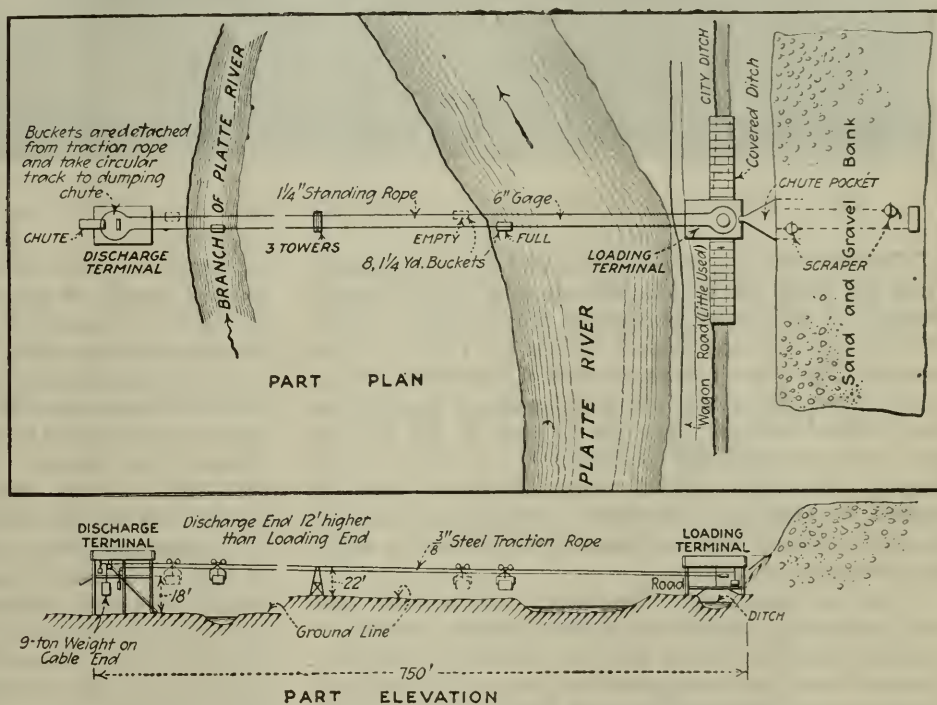 Buckets are detached
from traction rope
and take circular
track to dumping
chute
CHUTE
DISCHARGE
TERMINAL
BRANCH OF PLATTE RIVER
1 1/4" Standing Rope
3 TOWERS
EMPTY
FULL
8, 1 1/4 Yd. Buckets
6" Gage
PLATTE RIVER
LOADING
TERMINAL
Wagon Road (Little Used)
CITY DITCH
Covered Ditch
CHUTE POCKET
SCRAPER
Sand and Gravel Bank
PART PLAN
DISCHARGE
TERMINAL
Discharge End 12' higher
than Loading End
3/8" Steel Traction Rope
LOADING
TERMINAL
18'
22'
Road
DITCH
Ground Line
9-ton Weight on
Cable End
750'
PART ELEVATION